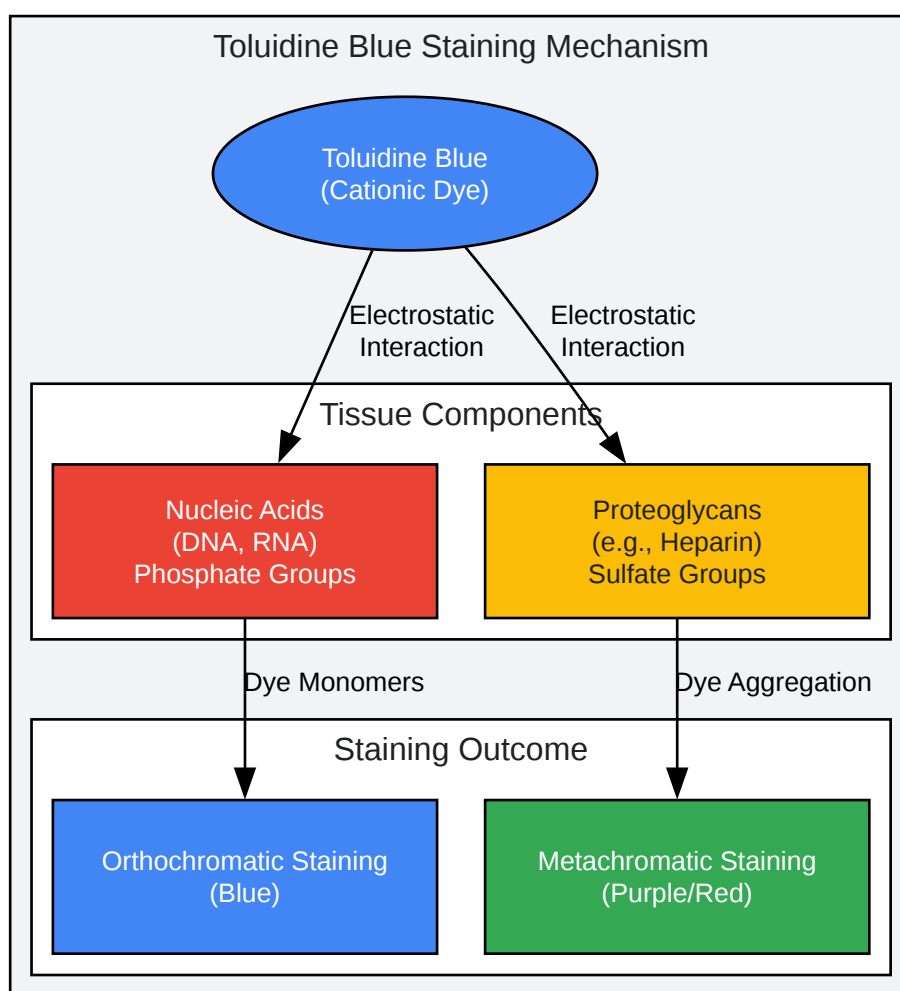 Toluidine Blue Staining Mechanism
Toluidine Blue
(Cationic Dye)
Electrostatic
Interaction
Electrostatic
Interaction
Tissue Components
Nucleic Acids
(DNA, RNA)
Phosphate Groups
Proteoglycans
(e.g., Heparin)
Sulfate Groups
Dye Monomers
Dye Aggregation
Staining Outcome
Orthochromatic Staining
(Blue)
Metachromatic Staining
(Purple/Red)